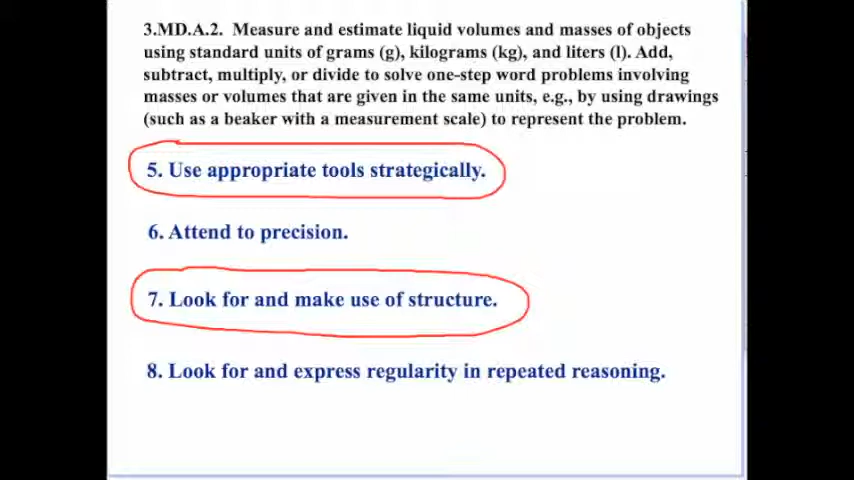 3.MD.A.2. Measure and estimate liquid volumes and masses of objects
using standard units of grams (g), kilograms (kg), and liters (l). Add,
subtract, multiply, or divide to solve one-step word problems involving
masses or volumes that are given in the same units, e.g., by using drawings
(such as a beaker with a measurement scale) to represent the problem.
5. Use appropriate tools strategically.
6. Attend to precision.
7. Look for and make use of structure.
8. Look for and express regularity in repeated reasoning.